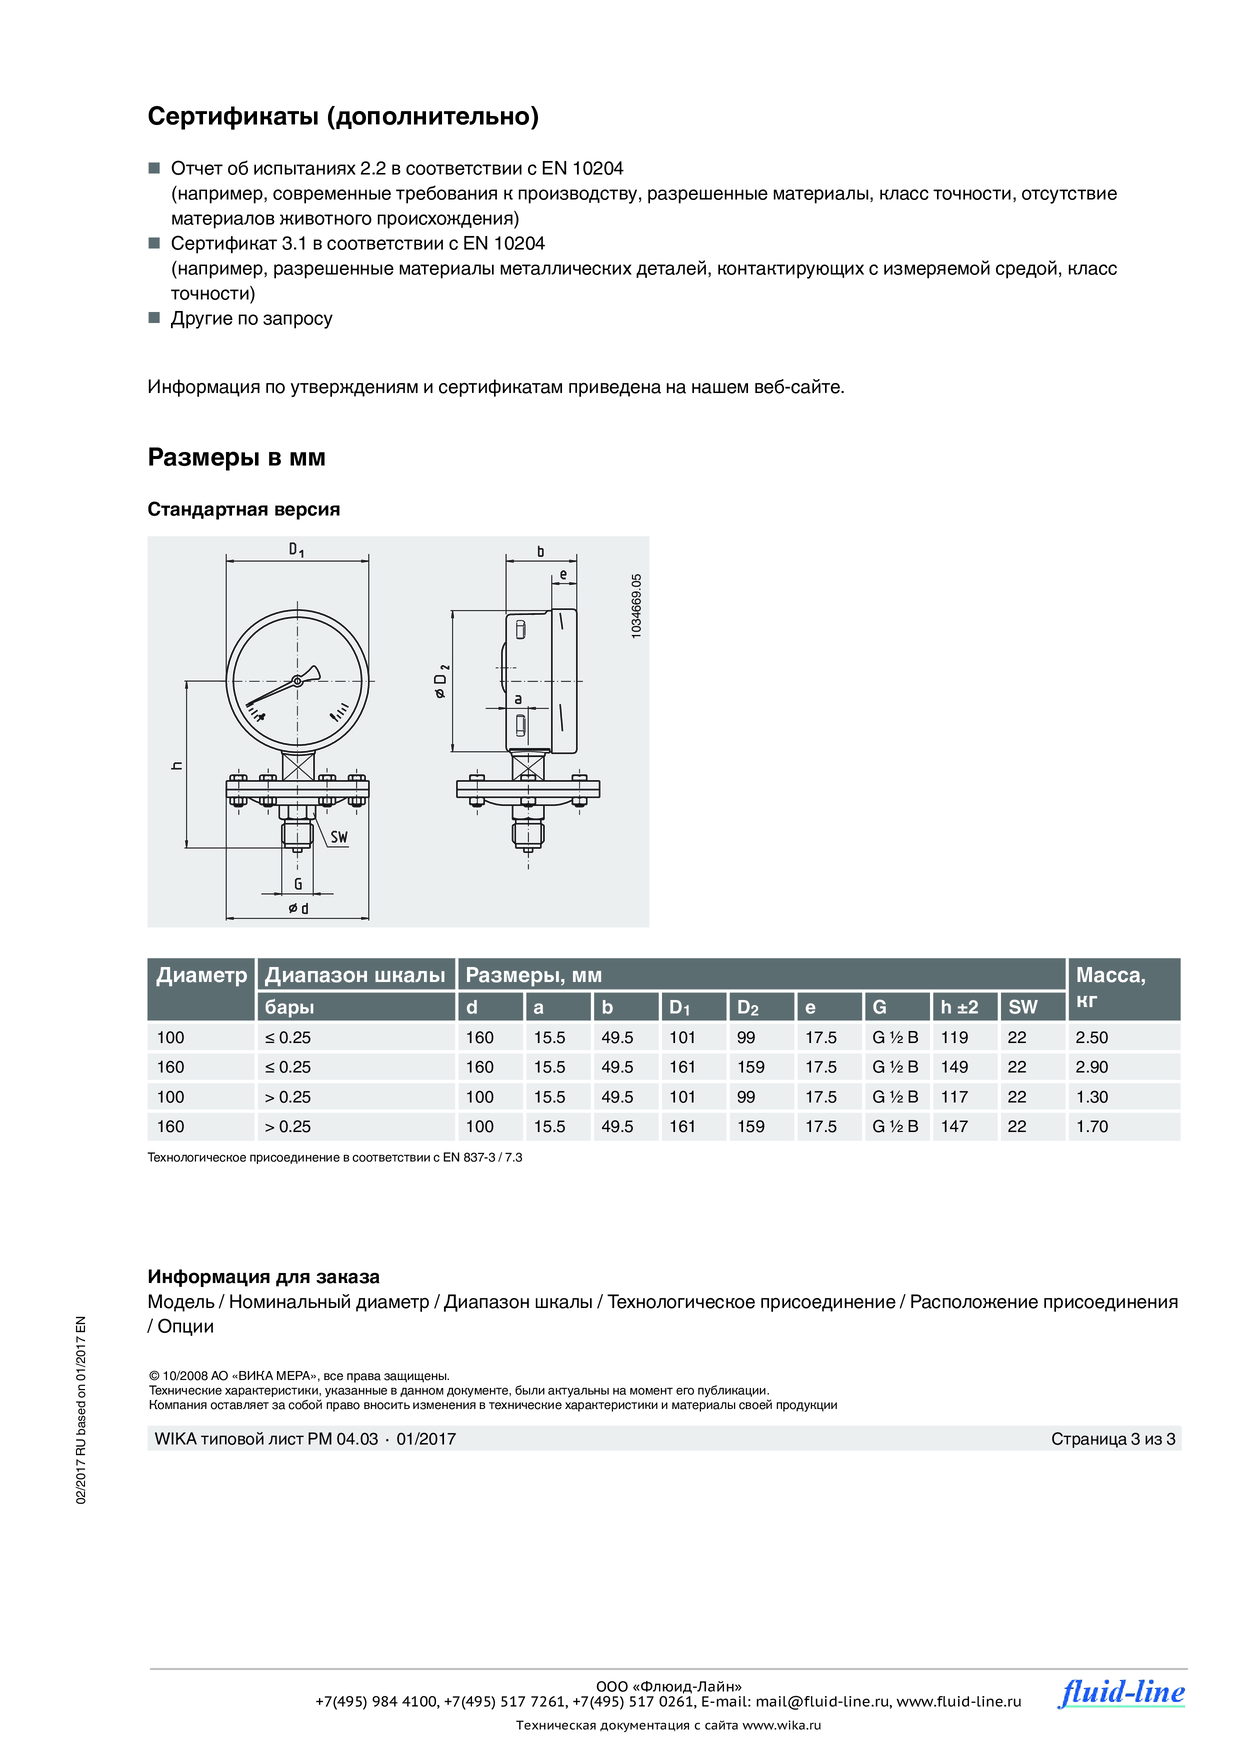 Сертификаты (дополнительно)
■ Отчет об испытаниях 2.2 в соответствии с EN 10204
(например, современные требования к производству, разрешенные материалы, класс точности, отсутствие
материалов животного происхождения)
■ Сертификат 3.1 в соответствии с EN 10204
(например, разрешенные материалы металлических деталей, контактирующих с измеряемой средой, класс
точности)
■ Другие по запросу
Информация по утверждениям и сертификатам приведена на нашем веб-сайте.
Размеры в мм
Стандартная версия
D1
b
e
1034669.05
ø D2
a
h
SW
G
ø d
Диаметр Диапазон шкалы Размеры, мм Масса, кг
бары d a b D1 D2 e G h ±2 SW
100 ≤ 0.25 160 15.5 49.5 101 99 17.5 G ½ B 119 22 2.50
160 ≤ 0.25 160 15.5 49.5 161 159 17.5 G ½ B 149 22 2.90
100 > 0.25 100 15.5 49.5 101 99 17.5 G ½ B 117 22 1.30
160 > 0.25 100 15.5 49.5 161 159 17.5 G ½ B 147 22 1.70
Технологическое присоединение в соответствии с EN 837-3 / 7.3
Информация для заказа
Модель / Номинальный диаметр / Диапазон шкалы / Технологическое присоединение / Расположение присоединения
/ Опции
© 10/2008 АО «ВИКА МЕРА», все права защищены.
Технические характеристики, указанные в данном документе, были актуальны на момент его публикации.
Компания оставляет за собой право вносить изменения в технические характеристики и материалы своей продукции
WIKA типовой лист PM 04.03 · 01/2017 Страница 3 из 3
02/2017 RU based on 01/2017 EN
ООО «Флюид-Лайн»
+7(495) 984 4100, +7(495) 517 7261, +7(495) 517 0261, E-mail: mail@fluid-line.ru, www.fluid-line.ru
Техническая документация с сайта www.wika.ru
fluid-line